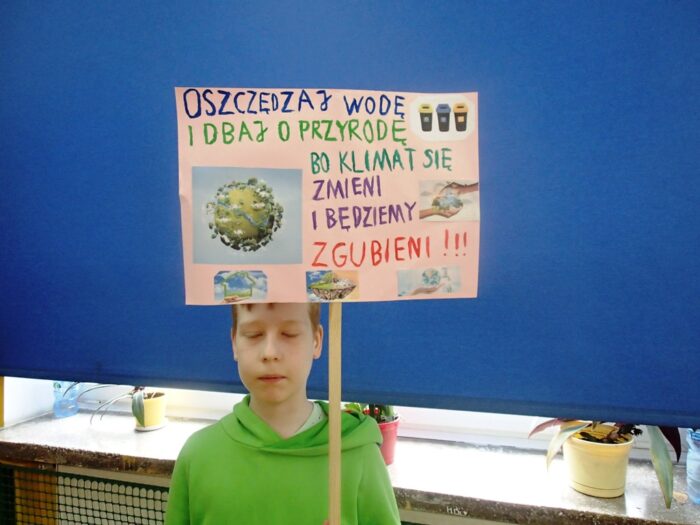 OSZCZĘDZAJ WODĘ
I DBAJ O PRZYRODĘ
BO KLIMAT SIĘ
ZMIENI
I BĘDZIEMY
ZGUBIENI !!!